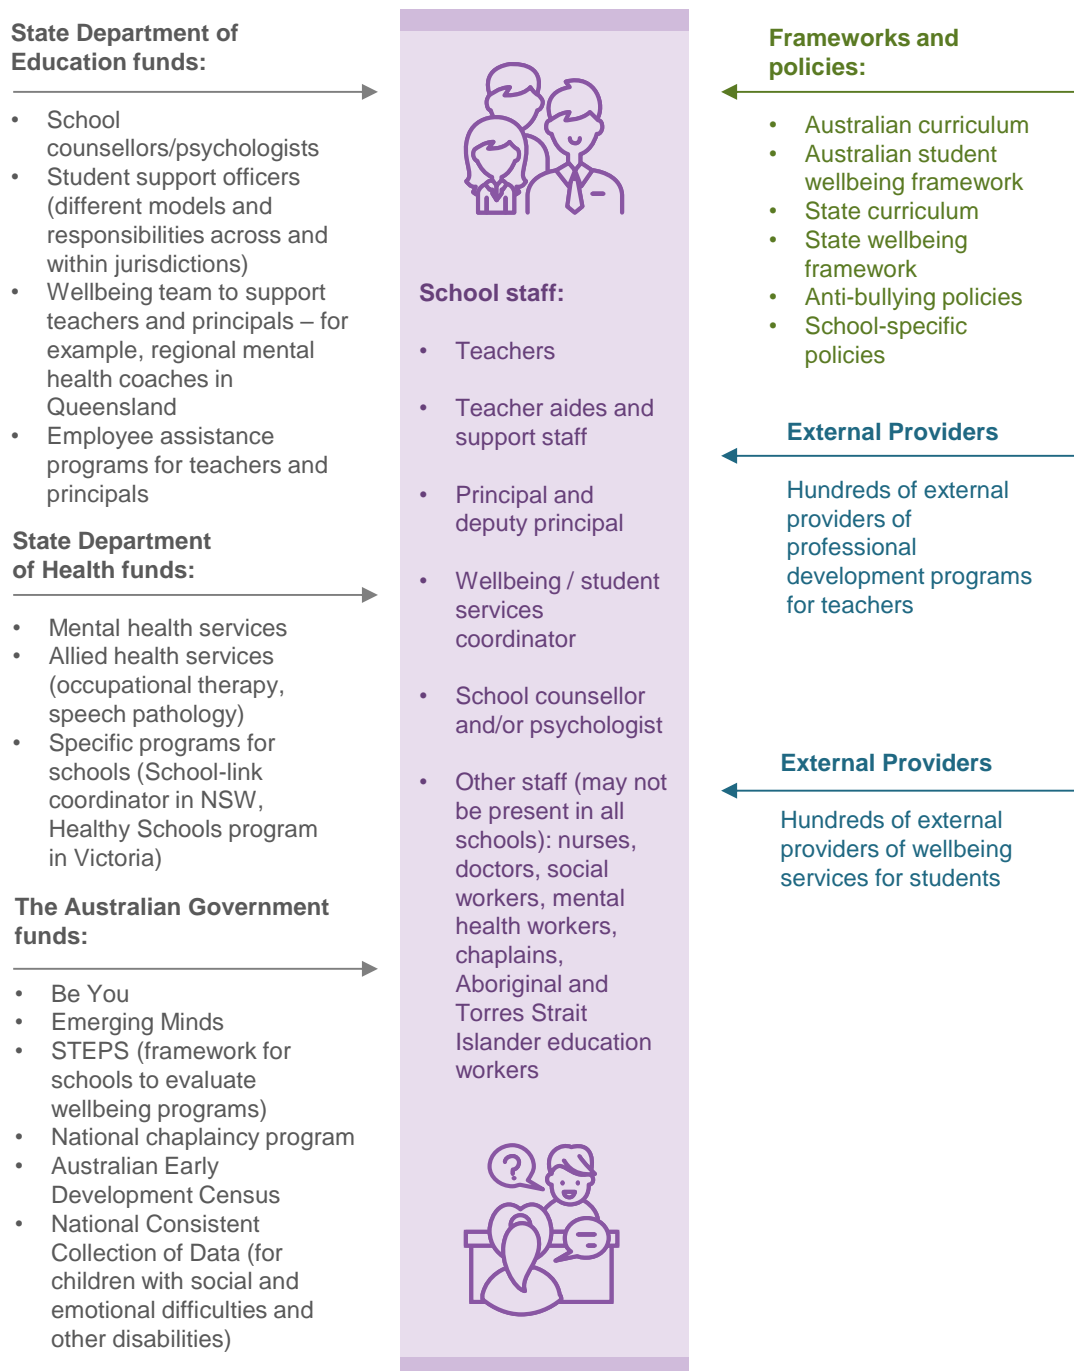 State Department of
Education funds:
• School
counsellors/psychologists
• Student support officers
(different models and
responsibilities across and
within jurisdictions)
• Wellbeing team to support
teachers and principals – for
example, regional mental
health coaches in
Queensland
• Employee assistance
programs for teachers and
principals
State Department
of Health funds:
• Mental health services
• Allied health services
(occupational therapy,
speech pathology)
• Specific programs for
schools (School-link
coordinator in NSW,
Healthy Schools program
in Victoria)
The Australian Government
funds:
• Be You
• Emerging Minds
• STEPS (framework for
schools to evaluate
wellbeing programs)
• National chaplaincy program
• Australian Early
Development Census
• National Consistent
Collection of Data (for
children with social and
emotional difficulties and
other disabilities)
School staff:
• Teachers
• Teacher aides and
support staff
• Principal and
deputy principal
• Wellbeing / student
services
coordinator
• School counsellor
and/or psychologist
• Other staff (may not
be present in all
schools): nurses,
doctors, social
workers, mental
health workers,
chaplains,
Aboriginal and
Torres Strait
Islander education
workers
?
Frameworks and
policies:
• Australian curriculum
• Australian student
wellbeing framework
• State curriculum
• State wellbeing
framework
• Anti-bullying policies
• School-specific
policies
External Providers
Hundreds of external
providers of
professional
development programs
for teachers
External Providers
Hundreds of external
providers of wellbeing
services for students